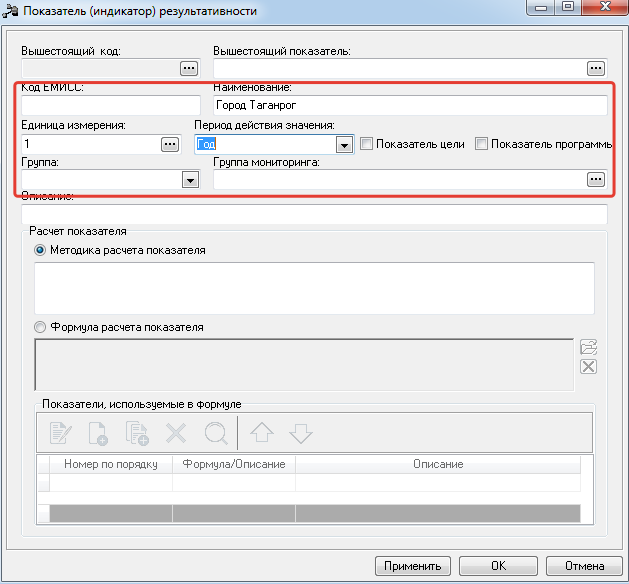 Показатель (индикатор) результативности
Вышестоящий код: Вышестоящий показатель:
Код ЕМИСС: Наименование:
Город Таганрог
Единица измерения: Период действия значения:
1 Год Показатель цели Показатель программы
Группа: Группа мониторинга:
Описание:
Расчет показателя
Методика расчета показателя
Формула расчета показателя
Показатели, используемые в формуле
Номер по порядку Формула/Описание Описание
Применить OK Отмена